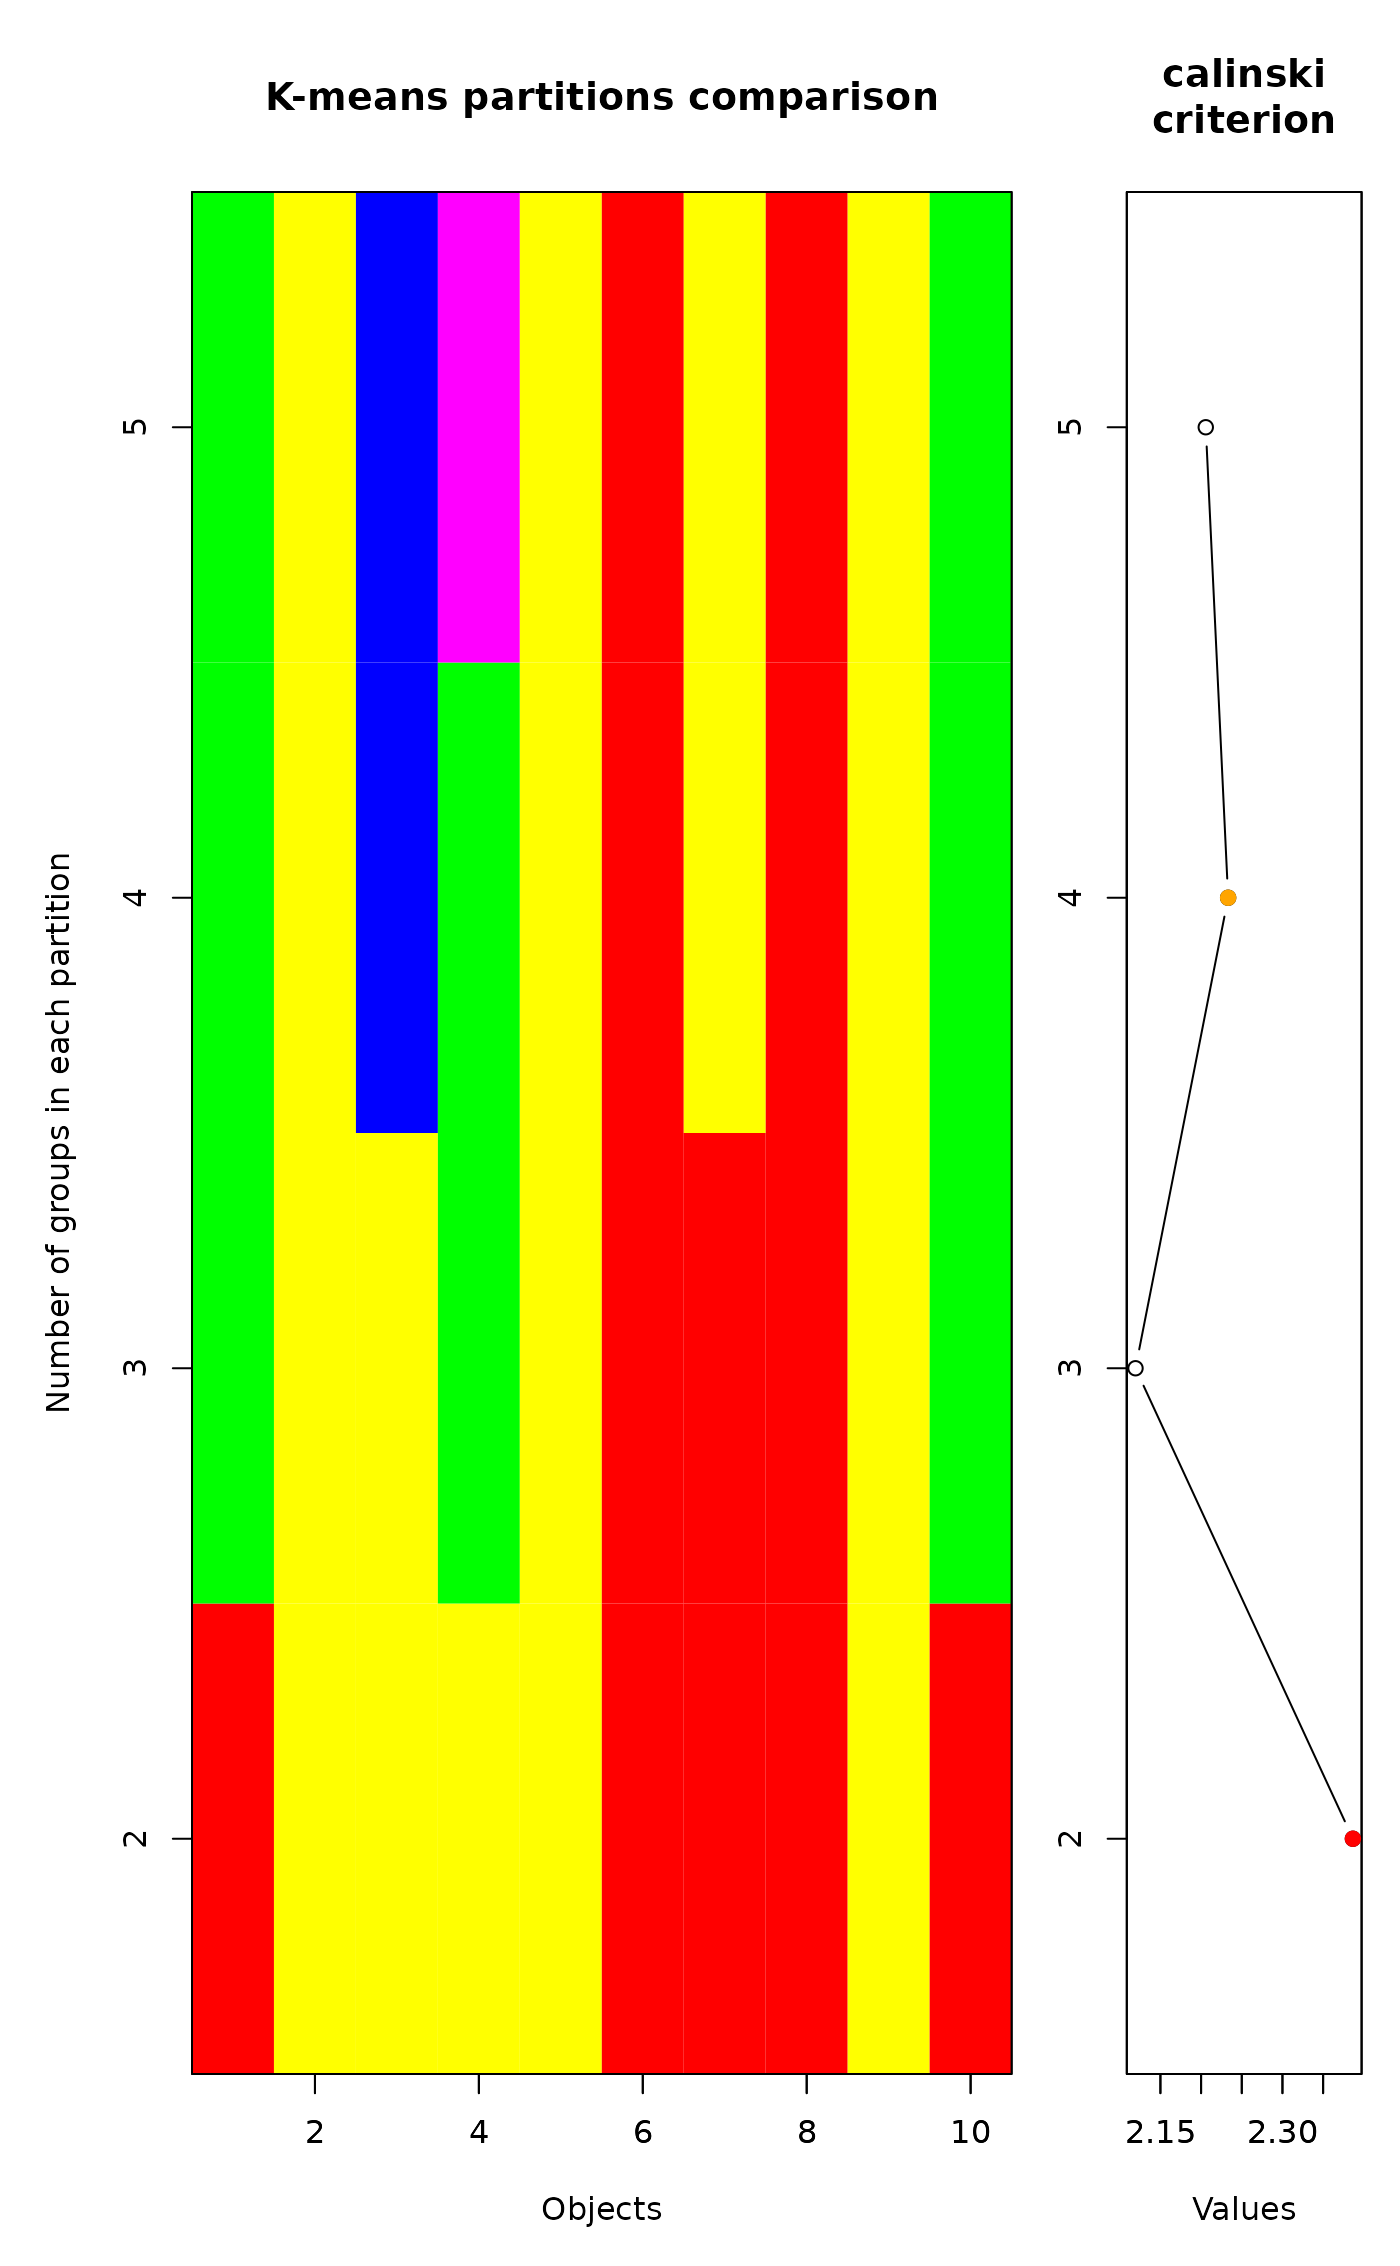 K-means partitions comparison
calinski
criterion
Number of groups in each partition
5
4
3
2
2 4 6 8 10
Objects
5
4
3
2
2.15 2.30
Values